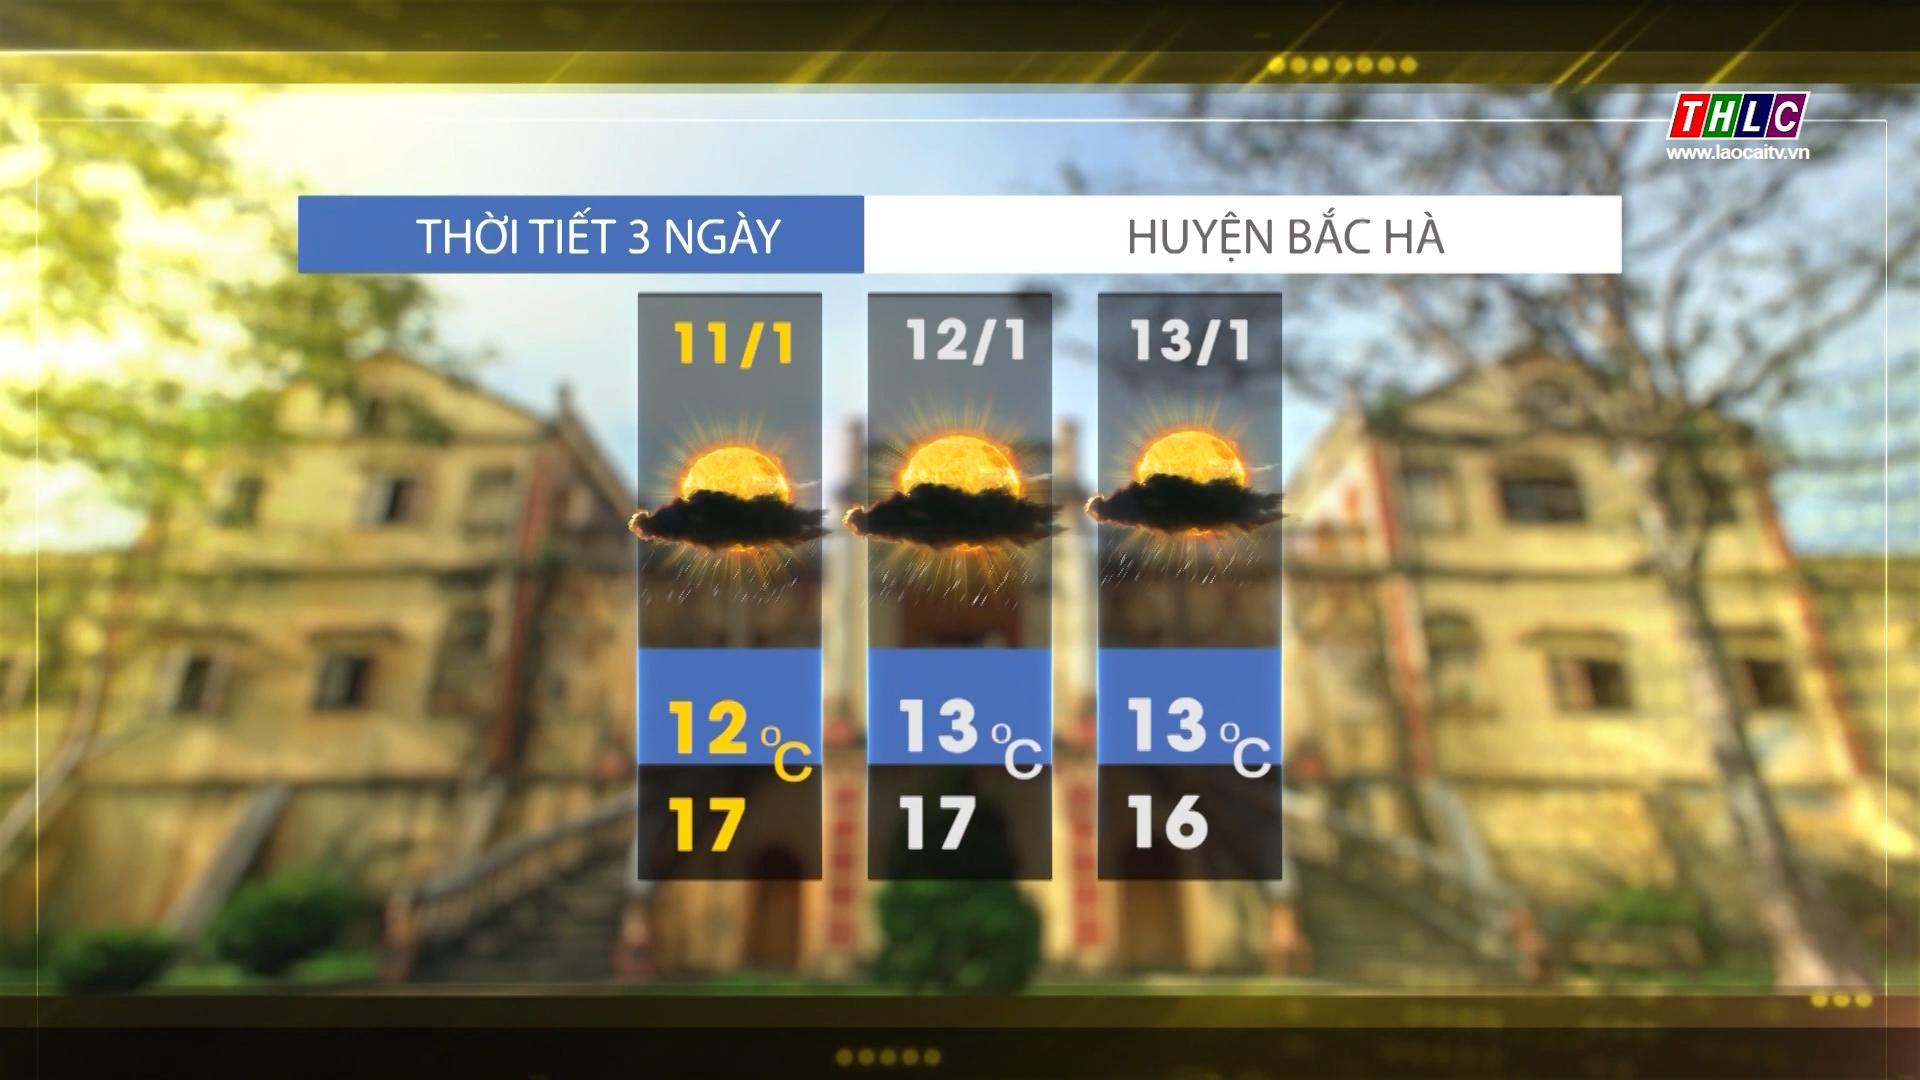 THLC
www.laocaitv.vn
THỜI TIẾT 3 NGÀY
HUYỆN BẮC HÀ
11/1
12/1
13/1
12 °C
13 °C
13 °C
17
17
16